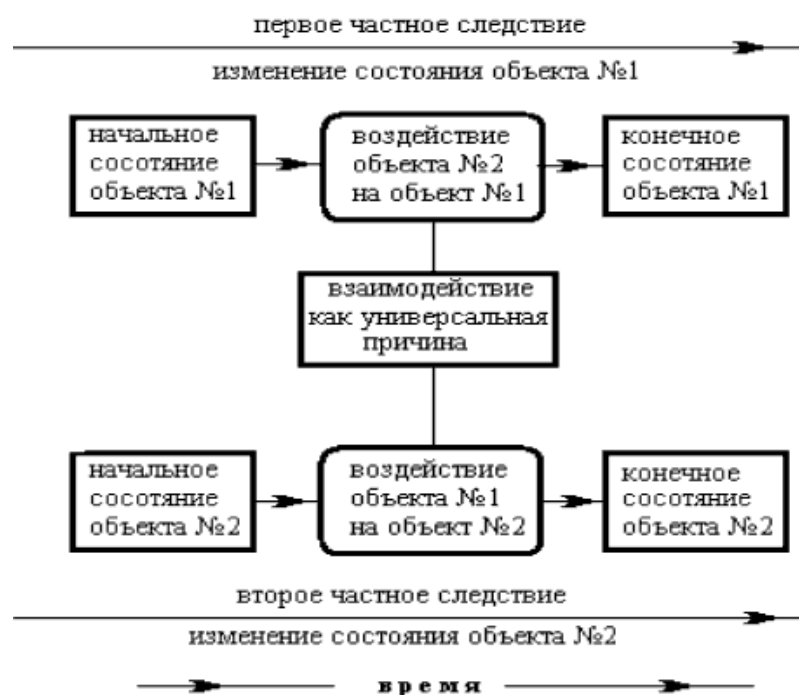 первое частное следствие
изменение состояния объекта №1
начальное
сосотяние
объекта №1
воздействие
объекта №2
на объект №1
конечное
сосотяние
объекта №1
взаимодействие
как универсальная
причина
начальное
сосотяние
объекта №2
воздействие
объекта №1
на объект №2
конечное
сосотяние
объекта №2
второе частное следствие
изменение состояния объекта №2
время